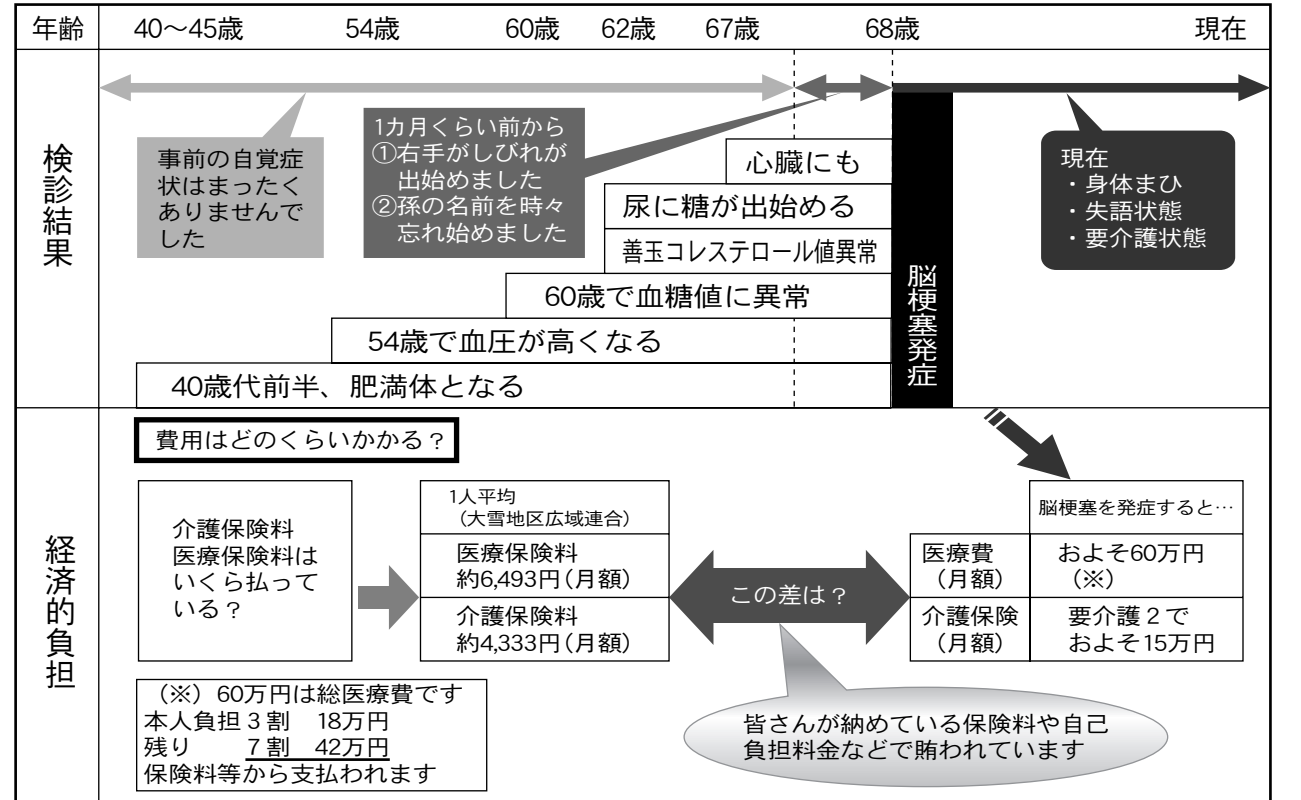 年齢
40〜45歳
54歳
60歳
62歳
67歳
68歳
現在
検診結果
事前の自覚症
状はまったく
ありませんで
した
1カ月くらい前から
①右手がしびれが
出始めました
②孫の名前を時々
忘れ始めました
心臓にも
尿に糖が出始める
善玉コレステロール値異常
60歳で血糖値に異常
54歳で血圧が高くなる
40歳代前半、肥満体となる
脳梗塞発症
現在
・身体まひ
・失語状態
・要介護状態
経済的負担
費用はどのくらいかかる？
介護保険料
医療保険料は
いくら払って
いる？
1人平均
（大雪地区広域連合）
医療保険料
約6,493円（月額）
介護保険料
約4,333円（月額）
この差は？
脳梗塞を発症すると…
医療費
（月額）
およそ60万円
（※）
介護保険
（月額）
要介護２で
およそ15万円
（※）60万円は総医療費です
本人負担３割　18万円
残り　　７割　42万円
保険料等から支払われます
皆さんが納めている保険料や自己
負担料金などで賄われています